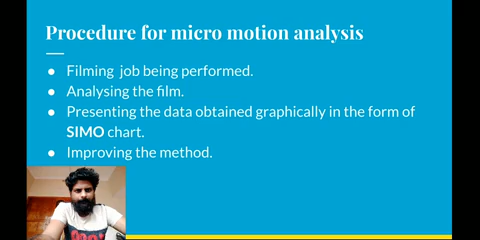 Procedure for micro motion analysis
● Filming job being performed.
● Analysing the film.
● Presenting the data obtained graphically in the form of
SIMO chart.
● Improving the method.